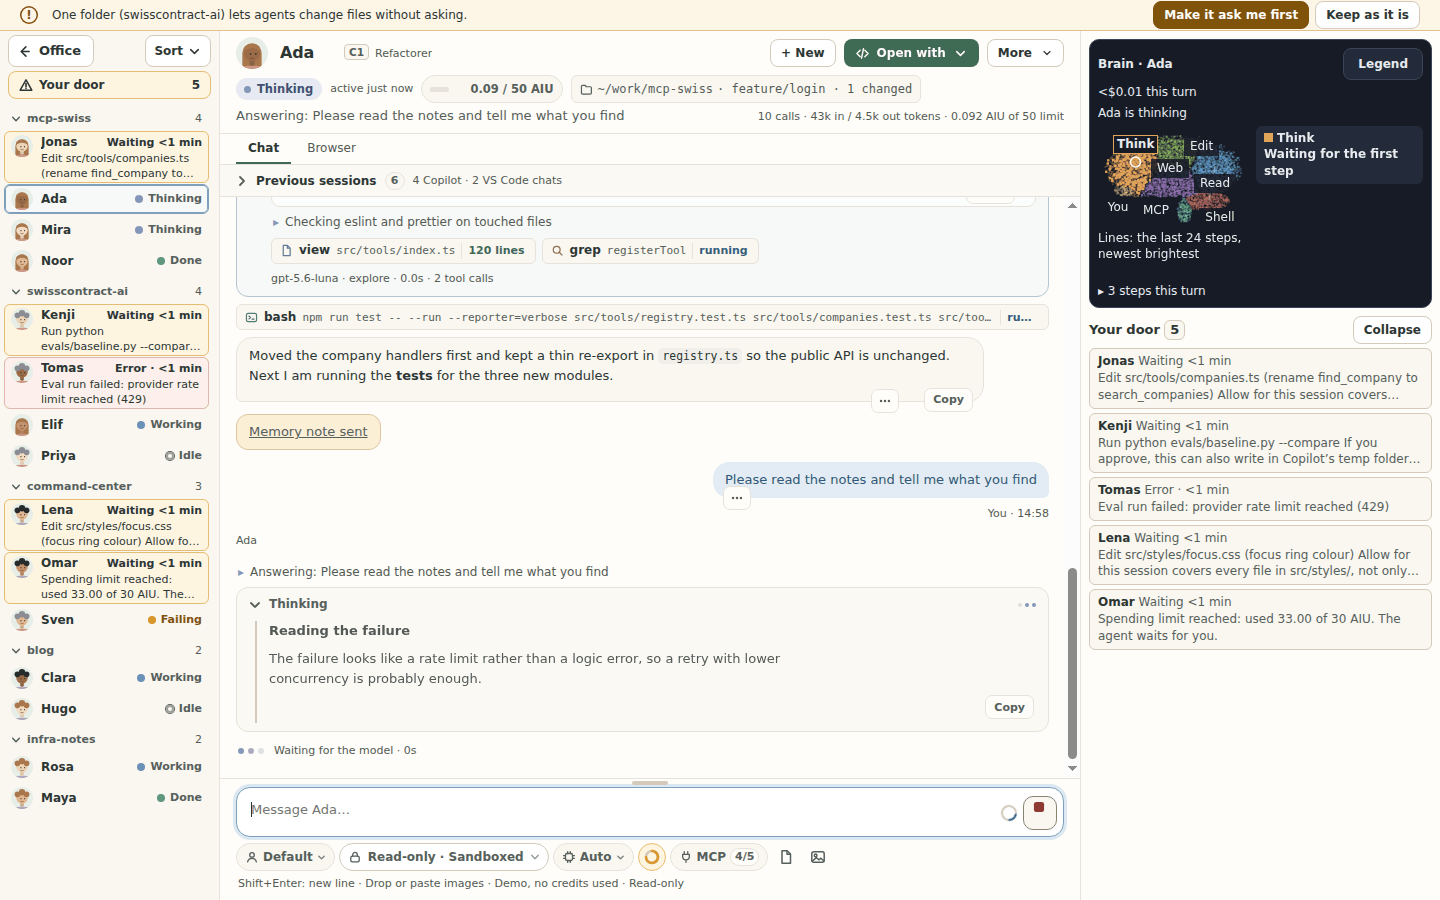 One folder (swisscontract-ai) lets agents change files without asking.
Make it ask me first
Keep as it is
Office
Sort
Your door 5
mcp-swiss 4
Jonas Waiting <1 min
Edit src/tools/companies.ts
(rename find_company to…
Ada Thinking
Mira Thinking
Noor Done
swisscontract-ai 4
Kenji Waiting <1 min
Run python
evals/baseline.py --compar…
Tomas Error · <1 min
Eval run failed: provider rate
limit reached (429)
Elif Working
Priya Idle
command-center 3
Lena Waiting <1 min
Edit src/styles/focus.css
(focus ring colour) Allow fo…
Omar Waiting <1 min
Spending limit reached:
used 33.00 of 30 AIU. The…
Sven Failing
blog 2
Clara Working
Hugo Idle
infra-notes 2
Rosa Working
Maya Done
Ada C1 Refactorer
+ New
Open with
More
Thinking active just now 0.09 / 50 AIU ~/work/mcp-swiss · feature/login · 1 changed
Answering: Please read the notes and tell me what you find
10 calls · 43k in / 4.5k out tokens · 0.092 AIU of 50 limit
Chat Browser
Previous sessions 6 4 Copilot · 2 VS Code chats
▸ Checking eslint and prettier on touched files
view src/tools/index.ts 120 lines
grep registerTool running
gpt-5.6-luna · explore · 0.0s · 2 tool calls
bash npm run test -- --run --reporter=verbose src/tools/registry.test.ts src/tools/companies.test.ts src/too… ru…
Moved the company handlers first and kept a thin re-export in registry.ts so the public API is unchanged.
Next I am running the tests for the three new modules.
Copy
Memory note sent
Please read the notes and tell me what you find
You · 14:58
Ada
▸ Answering: Please read the notes and tell me what you find
Thinking
Reading the failure
The failure looks like a rate limit rather than a logic error, so a retry with lower
concurrency is probably enough.
Copy
Waiting for the model · 0s
Message Ada…
Default
Read-only · Sandboxed
Auto
MCP 4/5
Shift+Enter: new line · Drop or paste images · Demo, no credits used · Read-only
Brain · Ada
Legend
<$0.01 this turn
Ada is thinking
Think
Edit
Web
Read
You
MCP
Shell
Think
Waiting for the first
step
Lines: the last 24 steps,
newest brightest
▸ 3 steps this turn
Your door 5
Collapse
Jonas Waiting <1 min
Edit src/tools/companies.ts (rename find_company to
search_companies) Allow for this session covers…
Kenji Waiting <1 min
Run python evals/baseline.py --compare If you
approve, this can also write in Copilot’s temp folder…
Tomas Error · <1 min
Eval run failed: provider rate limit reached (429)
Lena Waiting <1 min
Edit src/styles/focus.css (focus ring colour) Allow for
this session covers every file in src/styles/, not only…
Omar Waiting <1 min
Spending limit reached: used 33.00 of 30 AIU. The
agent waits for you.